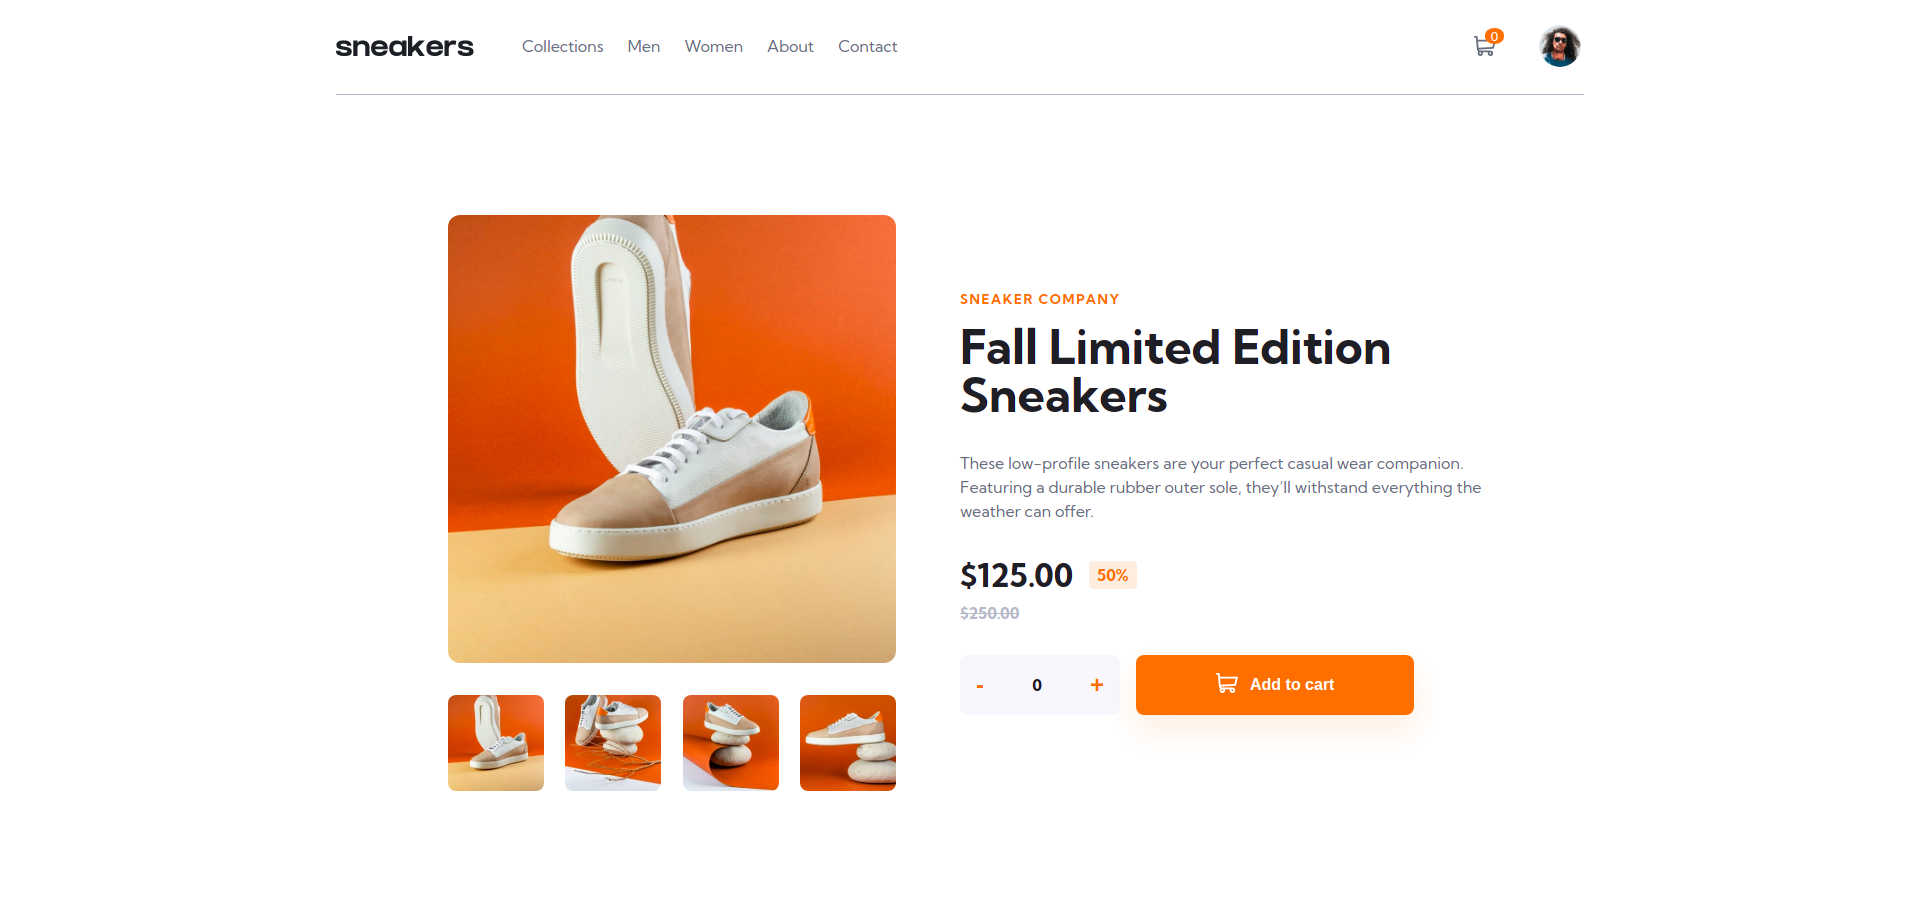 sneakers Collections Men Women About Contact 0
SNEAKER COMPANY
Fall Limited Edition
Sneakers
These low-profile sneakers are your perfect casual wear companion.
Featuring a durable rubber outer sole, they’ll withstand everything the
weather can offer.
$125.00 50%
$250.00
- 0 + Add to cart